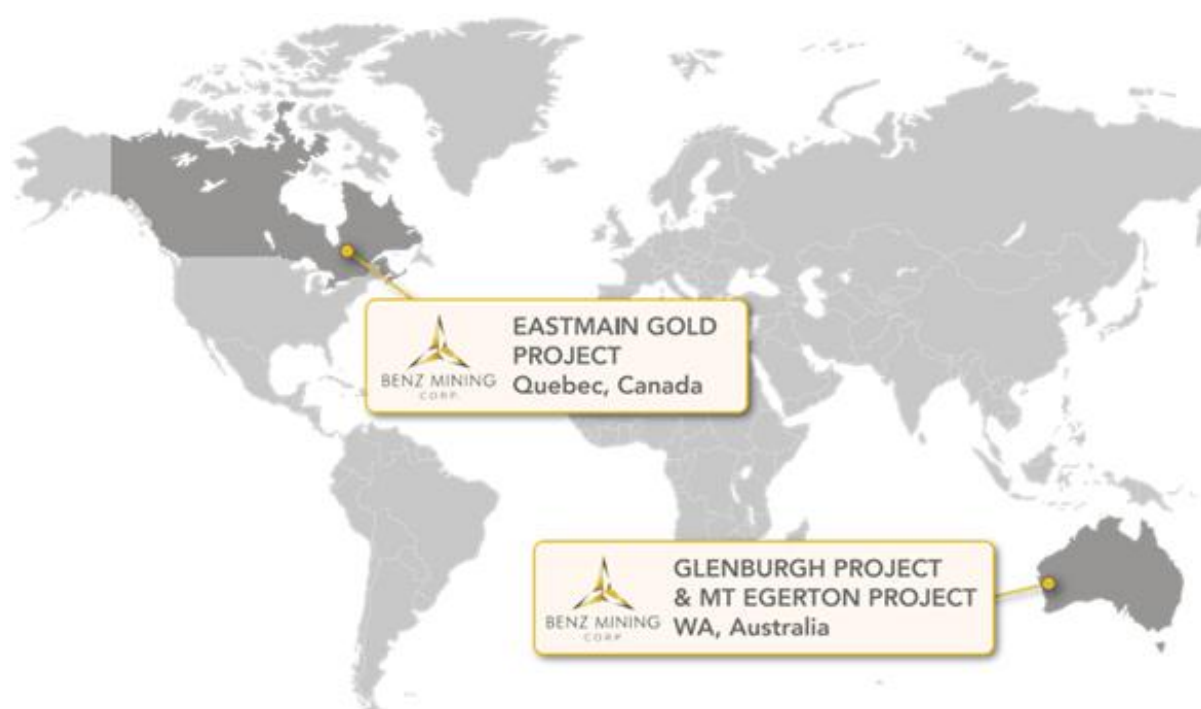 EASTMAIN GOLD
PROJECT
Quebec, Canada
BENZ MINING
CORP.
GLENBURGH PROJECT
& MT EGERTON PROJECT
WA, Australia
BENZ MINING
CORP